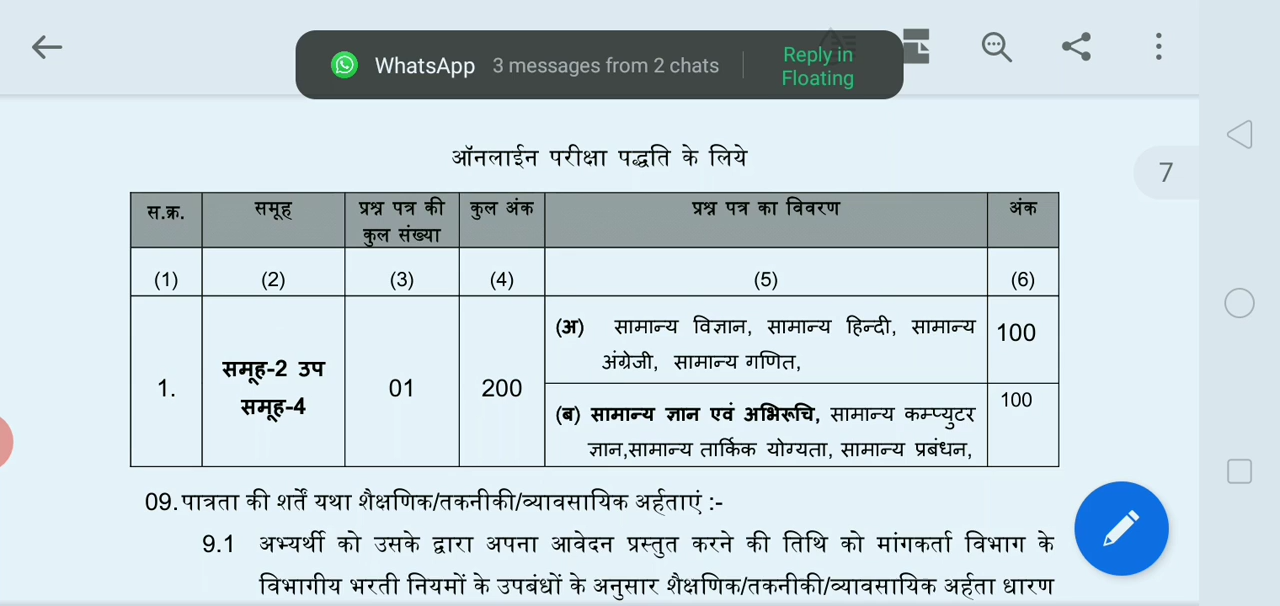 WhatsApp 3 messages from 2 chats Reply in
Floating
ऑनलाईन परीक्षा पद्धति के लिये
7
स.क्र. समूह प्रश्न पत्र की कुल अंक प्रश्न पत्र का विवरण अंक
कुल संख्या
(1) (2) (3) (4) (5) (6)
(अ) सामान्य विज्ञान, सामान्य हिन्दी, सामान्य 100
अंग्रेजी, सामान्य गणित,
1. समूह-2 उप 01 200
समूह-4
(ब) सामान्य ज्ञान एवं अभिरूचि, सामान्य कम्प्युटर 100
ज्ञान,सामान्य तार्किक योग्यता, सामान्य प्रबंधन,
09. पात्रता की शर्तें यथा शैक्षणिक/तकनीकी/व्यावसायिक अर्हताएं :-
9.1 अभ्यर्थी को उसके द्वारा अपना आवेदन प्रस्तुत करने की तिथि को मांगकर्ता विभाग के
विभागीय भरती नियमों के उपबंधों के अनुसार शैक्षणिक/तकनीकी/व्यावसायिक अर्हता धारण